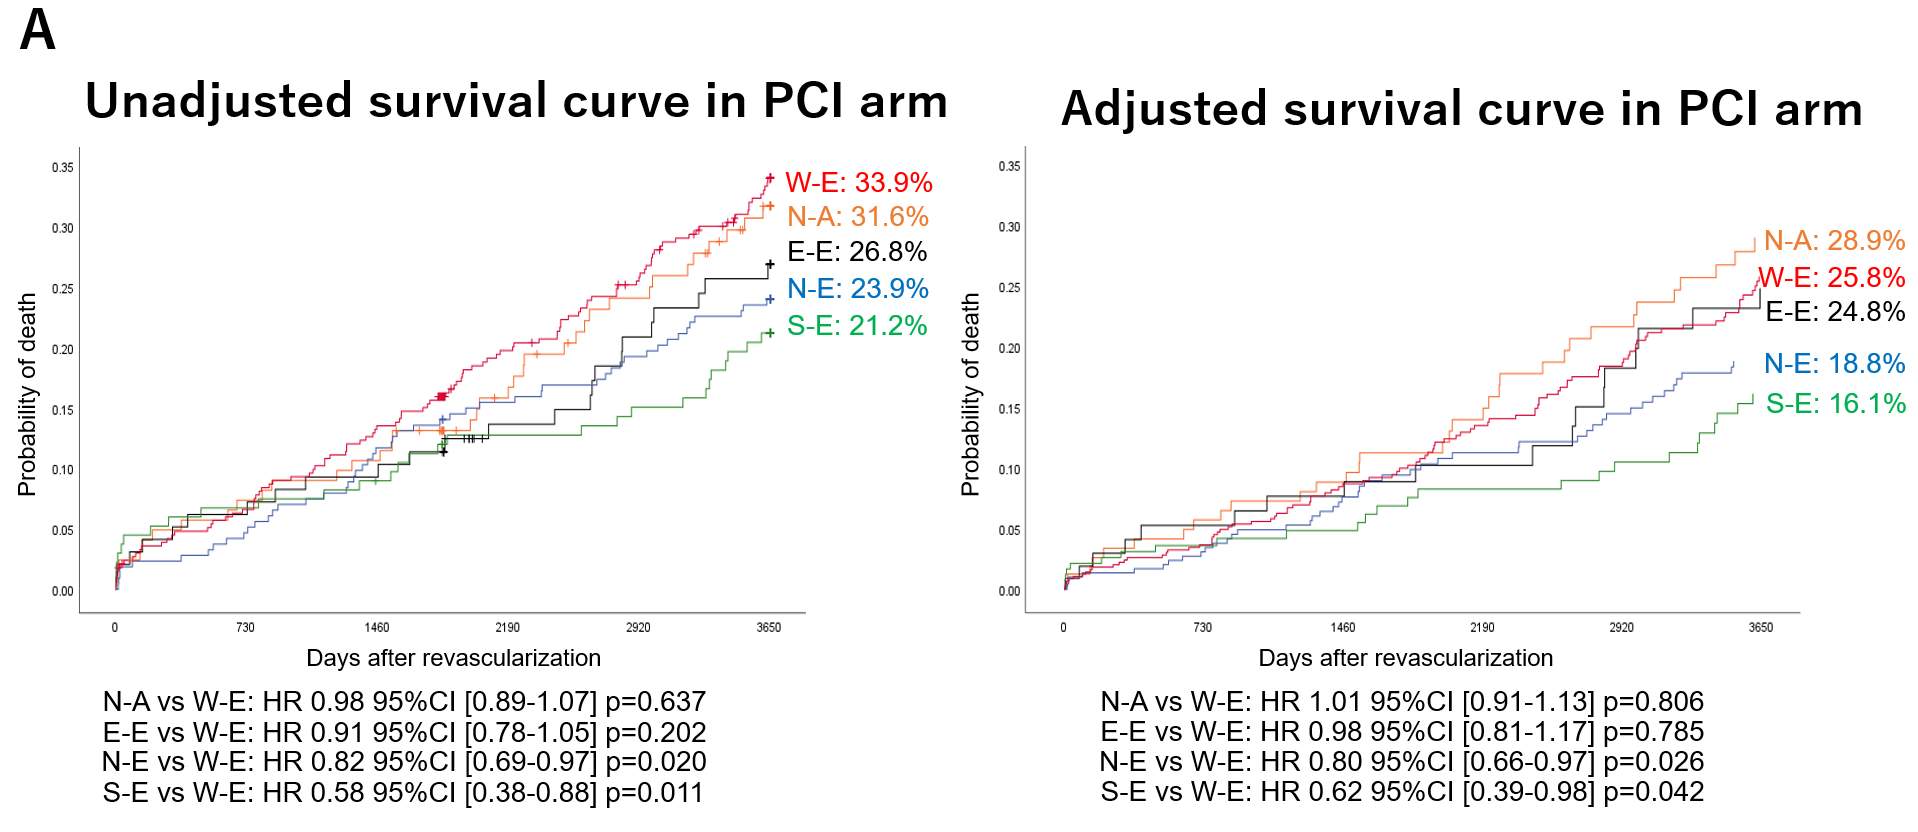 A
Unadjusted survival curve in PCI arm
Probability of death
0.35
0.30
0.25
0.20
0.15
0.10
0.05
0.00
0 730 1460 2190 2920 3650
Days after revascularization
W-E: 33.9%
N-A: 31.6%
E-E: 26.8%
N-E: 23.9%
S-E: 21.2%
N-A vs W-E: HR 0.98 95%CI [0.89-1.07] p=0.637
E-E vs W-E: HR 0.91 95%CI [0.78-1.05] p=0.202
N-E vs W-E: HR 0.82 95%CI [0.69-0.97] p=0.020
S-E vs W-E: HR 0.58 95%CI [0.38-0.88] p=0.011
Adjusted survival curve in PCI arm
Probability of death
0.35
0.30
0.25
0.20
0.15
0.10
0.05
0.00
0 730 1460 2190 2920 3650
Days after revascularization
N-A: 28.9%
W-E: 25.8%
E-E: 24.8%
N-E: 18.8%
S-E: 16.1%
N-A vs W-E: HR 1.01 95%CI [0.91-1.13] p=0.806
E-E vs W-E: HR 0.98 95%CI [0.81-1.17] p=0.785
N-E vs W-E: HR 0.80 95%CI [0.66-0.97] p=0.026
S-E vs W-E: HR 0.62 95%CI [0.39-0.98] p=0.042